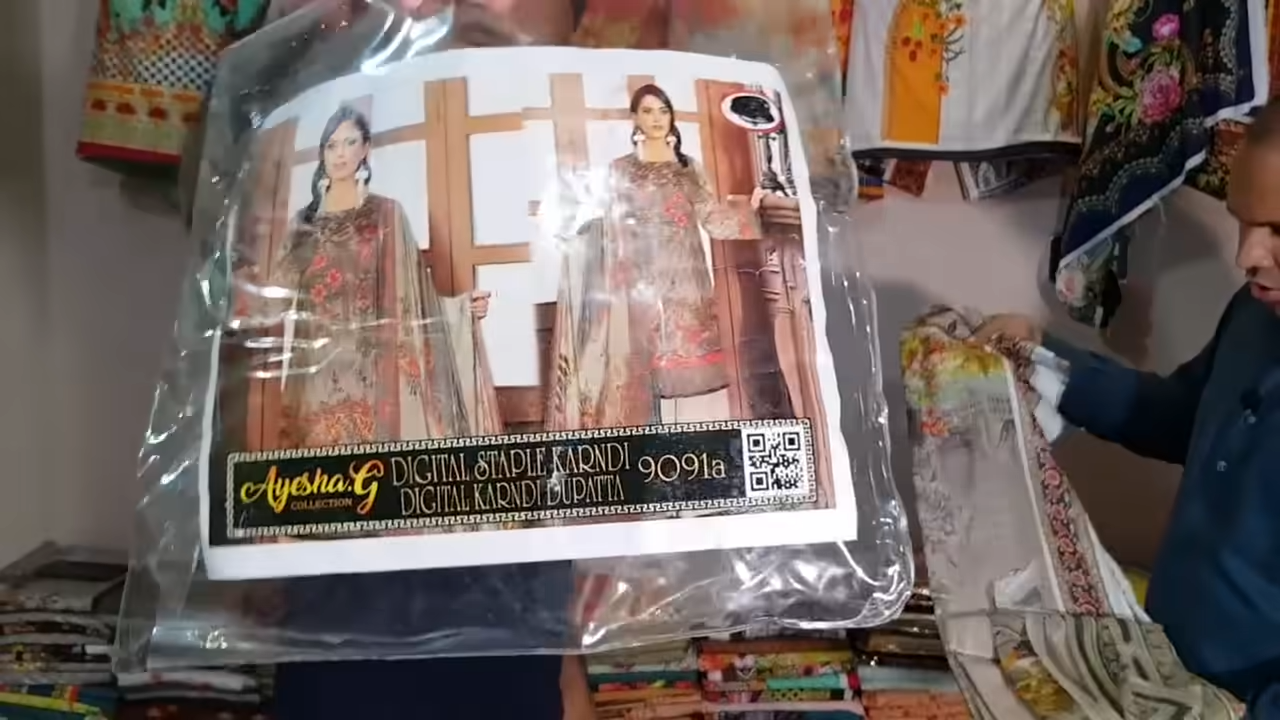 Ayesha.G
COLLECTION
DIGITAL STAPLE KARNDI
DIGITAL KARNDI DUPATTA
9091a